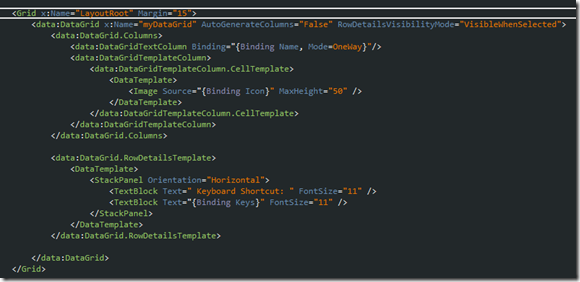 <Grid x:Name="LayoutRoot" Margin="15">
<data:DataGrid x:Name="myDataGrid" AutoGenerateColumns="False" RowDetailsVisibilityMode="VisibleWhenSelected">
<data:DataGrid.Columns>
<data:DataGridTextColumn Binding="{Binding Name, Mode=OneWay}"/>
<data:DataGridTemplateColumn>
<data:DataGridTemplateColumn.CellTemplate>
<DataTemplate>
<Image Source="{Binding Icon}" MaxHeight="50" />
</DataTemplate>
</data:DataGridTemplateColumn.CellTemplate>
</data:DataGridTemplateColumn>
</data:DataGrid.Columns>
<data:DataGrid.RowDetailsTemplate>
<DataTemplate>
<StackPanel Orientation="Horizontal">
<TextBlock Text=" Keyboard Shortcut: " FontSize="11" />
<TextBlock Text="{Binding Keys}" FontSize="11" />
</StackPanel>
</DataTemplate>
</data:DataGrid.RowDetailsTemplate>
</data:DataGrid>
</Grid>